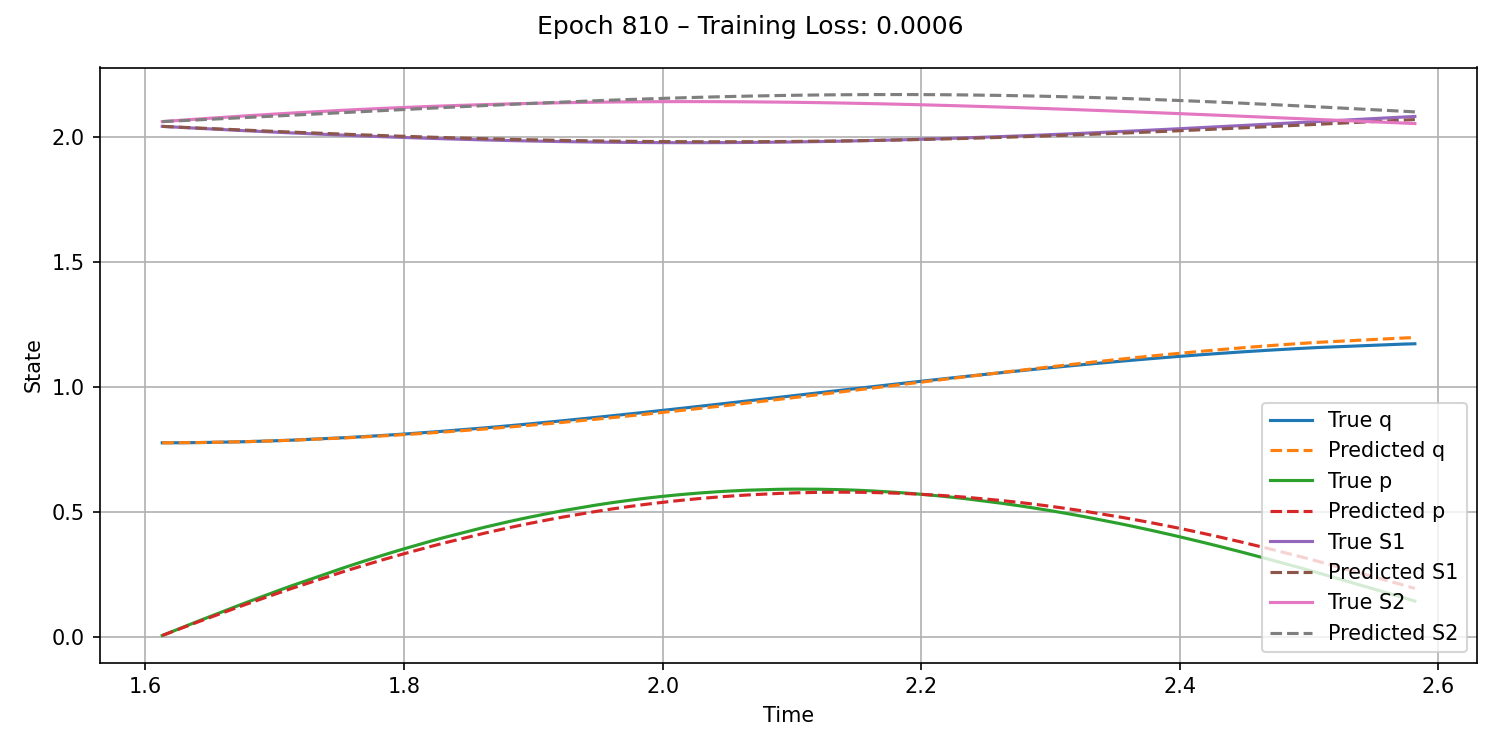 Epoch 810 – Training Loss: 0.0006
State
2.0
1.5
1.0
0.5
0.0
True q
Predicted q
True p
Predicted p
True S1
Predicted S1
True S2
Predicted S2
1.6 1.8 2.0 2.2 2.4 2.6
Time